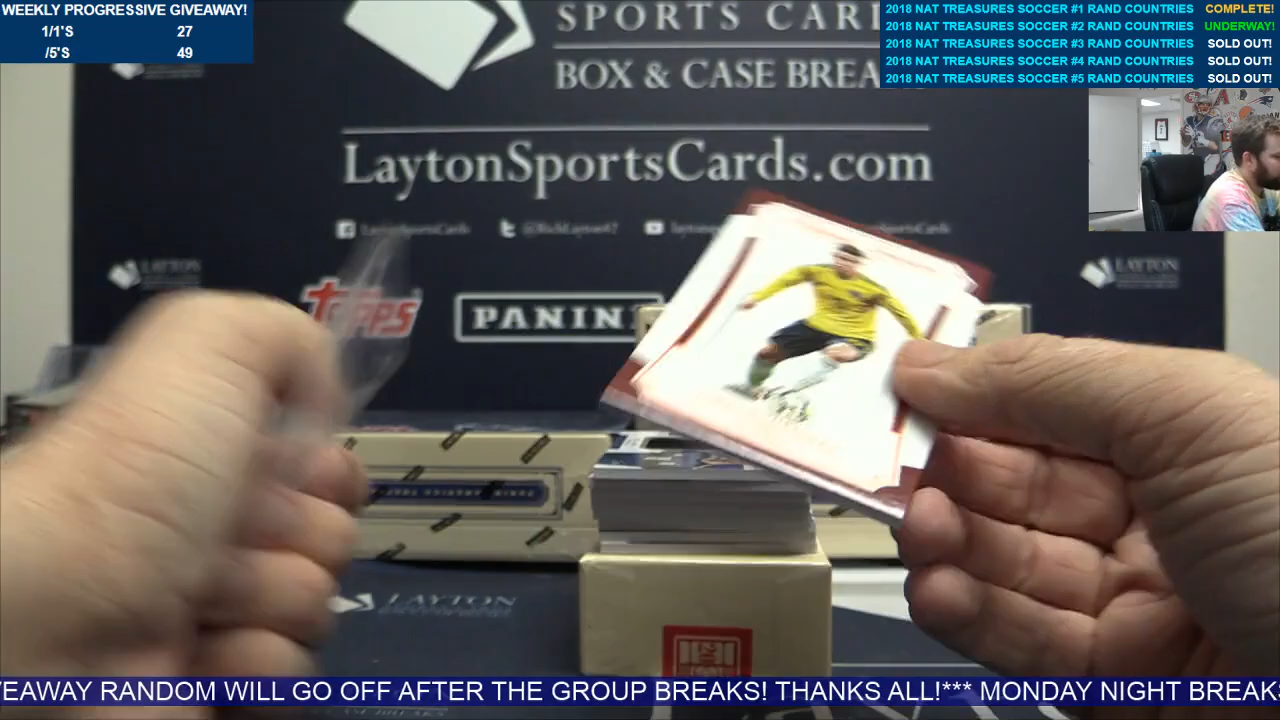 WEEKLY PROGRESSIVE GIVEAWAY!
1/1'S 27
/5'S 49
2018 NAT TREASURES SOCCER #1 RAND COUNTRIES COMPLETE!
2018 NAT TREASURES SOCCER #2 RAND COUNTRIES UNDERWAY!
2018 NAT TREASURES SOCCER #3 RAND COUNTRIES SOLD OUT!
2018 NAT TREASURES SOCCER #4 RAND COUNTRIES SOLD OUT!
2018 NAT TREASURES SOCCER #5 RAND COUNTRIES SOLD OUT!
SPORTS CAR
BOX & CASE BREA
LaytonSportsCards.com
LAYTON
LAYTON
TOPPS
PANINI
LAYTON
EAWAY RANDOM WILL GO OFF AFTER THE GROUP BREAKS! THANKS ALL!*** MONDAY NIGHT BREAK